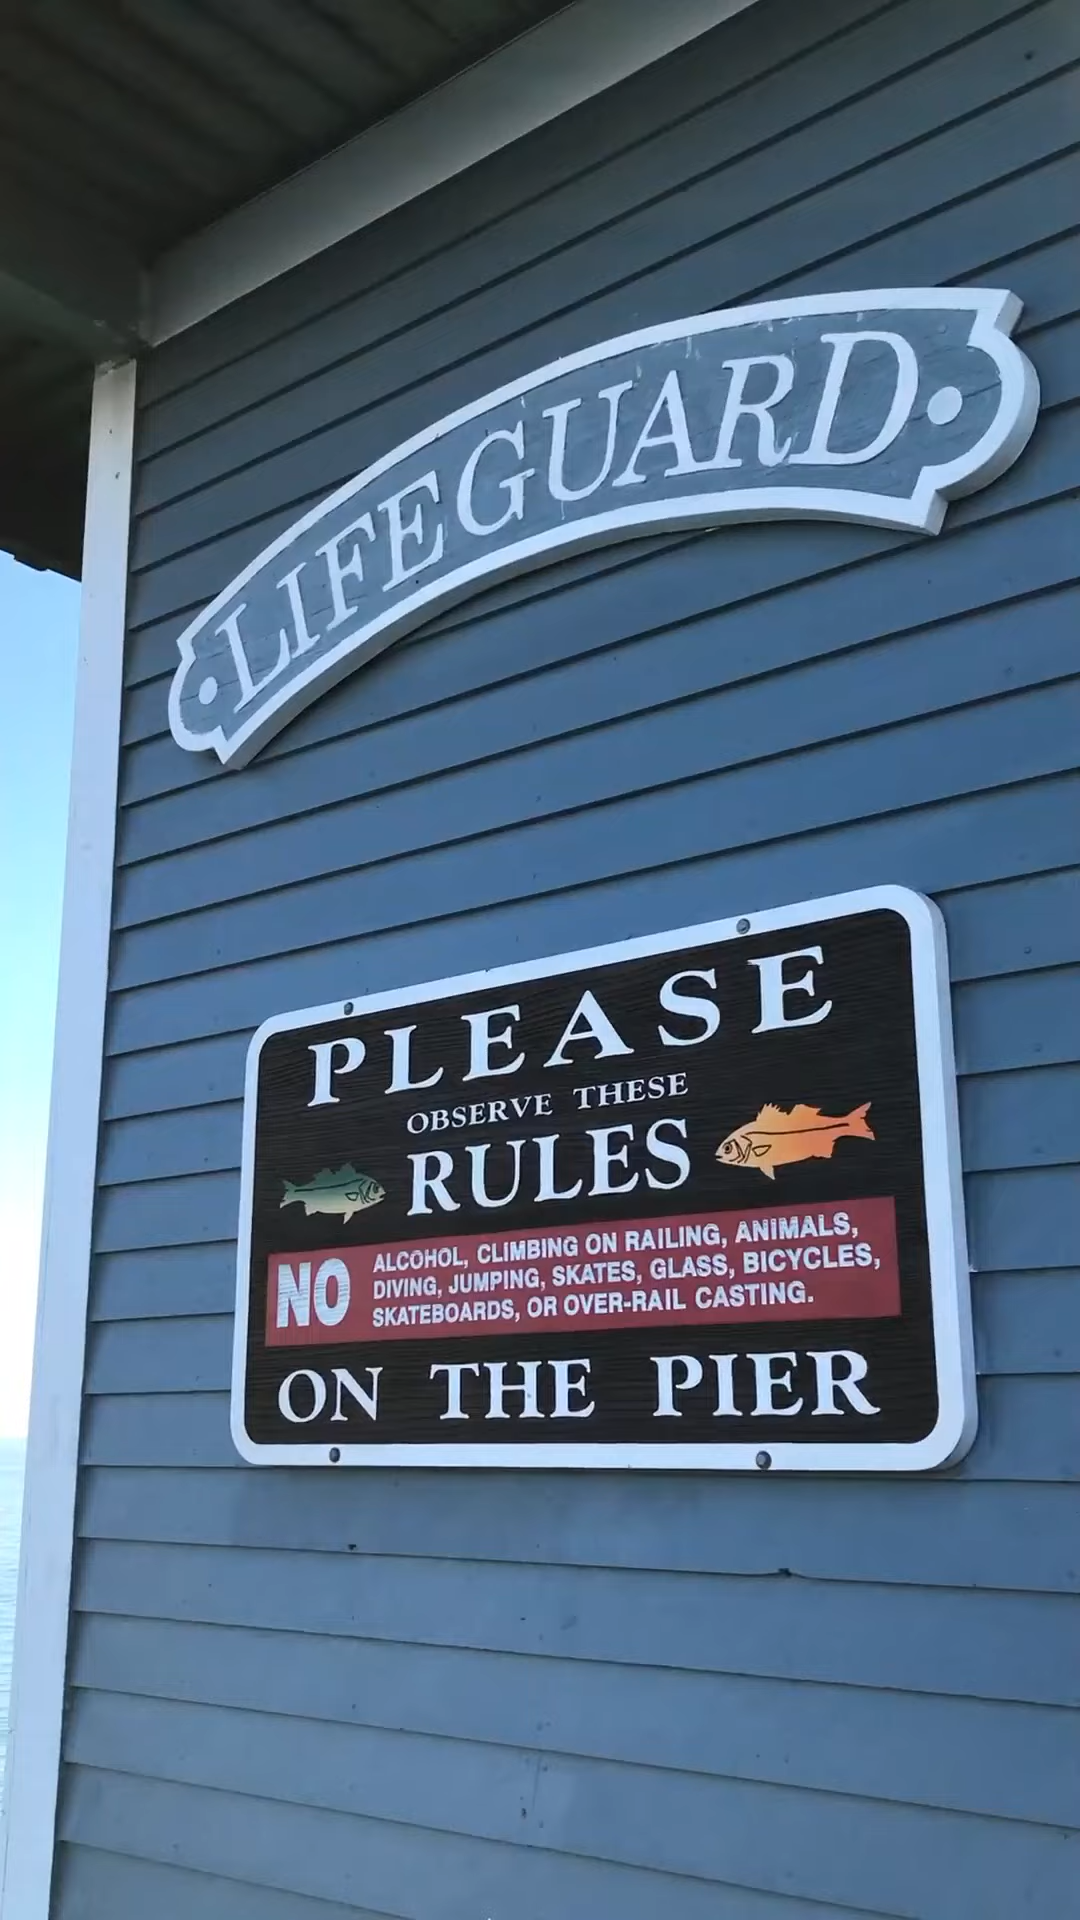 LIFEGUARD
PLEASE
OBSERVE THESE
RULES
NO
ALCOHOL, CLIMBING ON RAILING, ANIMALS,
DIVING, JUMPING, SKATES, GLASS, BICYCLES,
SKATEBOARDS, OR OVER-RAIL CASTING.
ON THE PIER